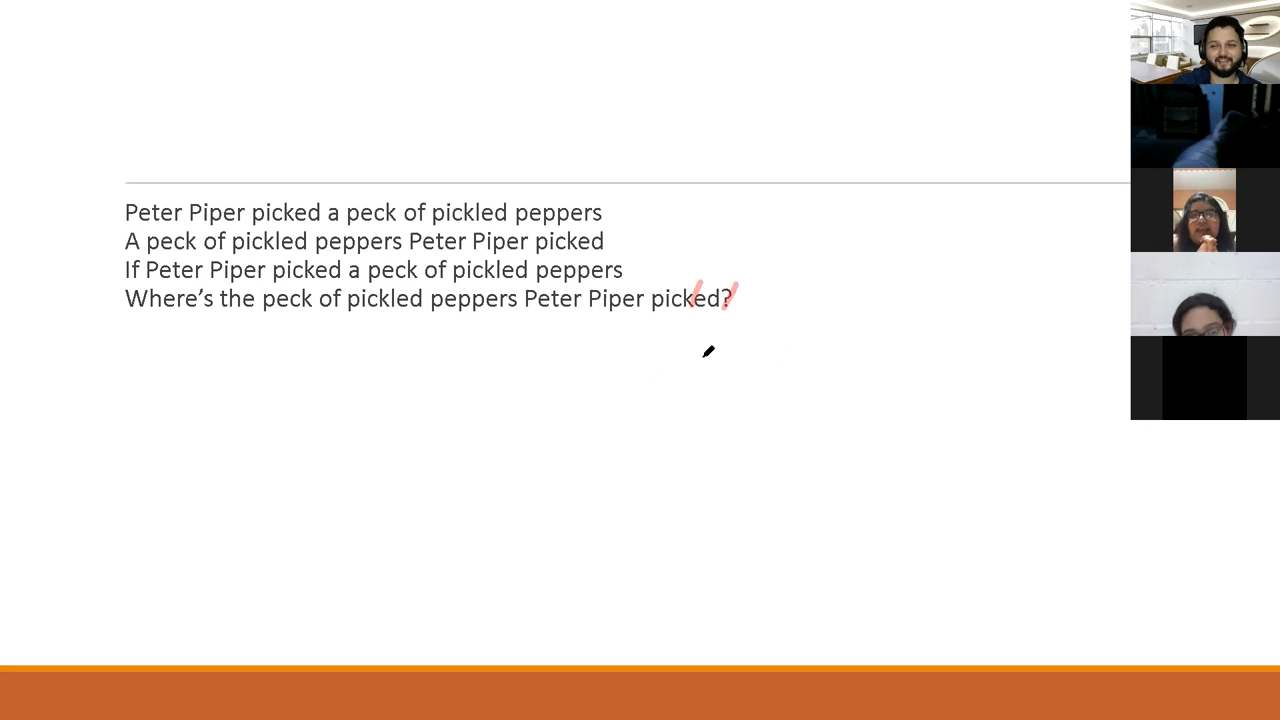 Peter Piper picked a peck of pickled peppers
A peck of pickled peppers Peter Piper picked
If Peter Piper picked a peck of pickled peppers
Where’s the peck of pickled peppers Peter Piper picked?